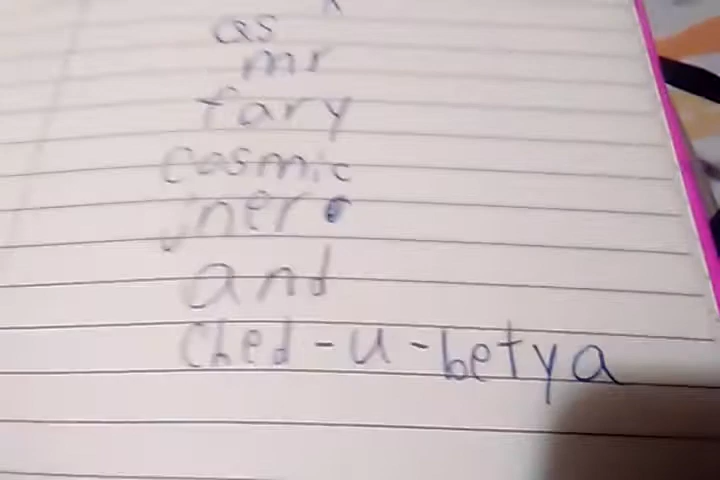 as
mr
fary
cosmic
and
Ched-u-betya